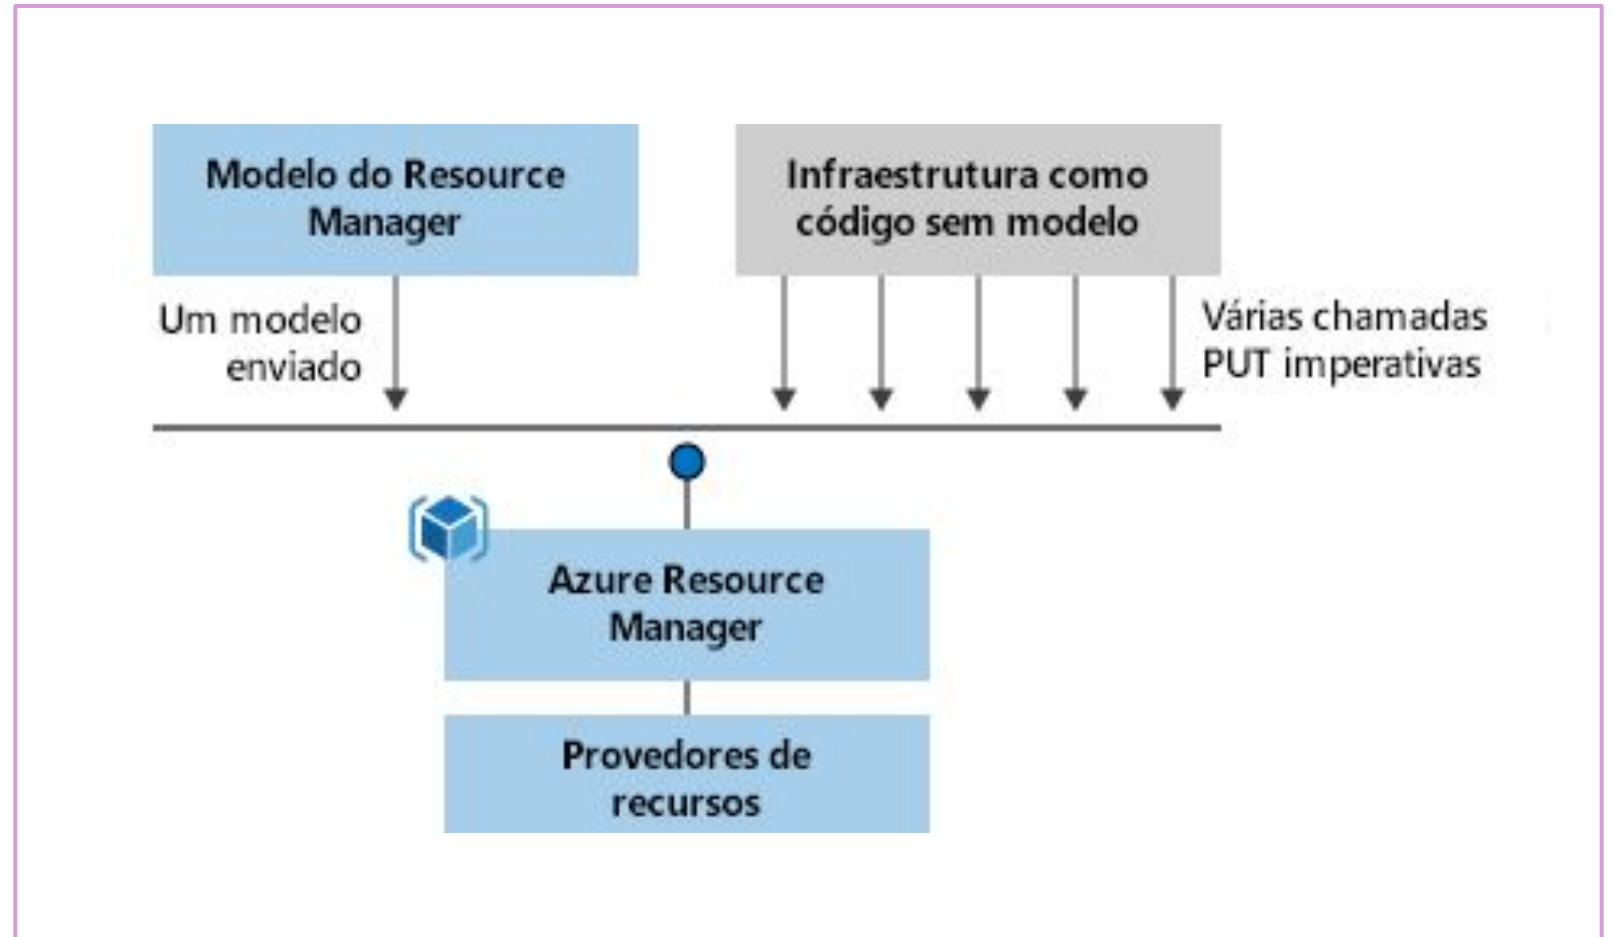 Modelo do Resource
Manager
Infraestrutura como
código sem modelo
Um modelo
enviado
Várias chamadas
PUT imperativas
Azure Resource
Manager
Provedores de
recursos